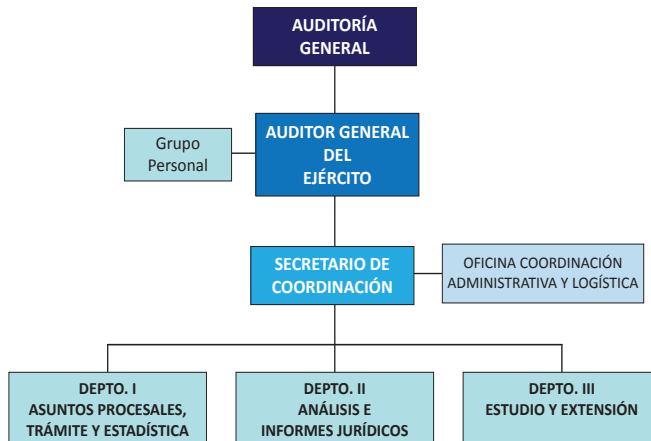 AUDITORÍA
GENERAL
Grupo
Personal
AUDITOR GENERAL
DEL
EJÉRCITO
SECRETARIO DE
COORDINACIÓN
OFICINA COORDINACIÓN
ADMINISTRATIVA Y LOGÍSTICA
DEPTO. I
ASUNTOS PROCESALES,
TRÁMITE Y ESTADÍSTICA
DEPTO. II
ANÁLISIS E
INFORMES JURÍDICOS
DEPTO. III
ESTUDIO Y EXTENSIÓN